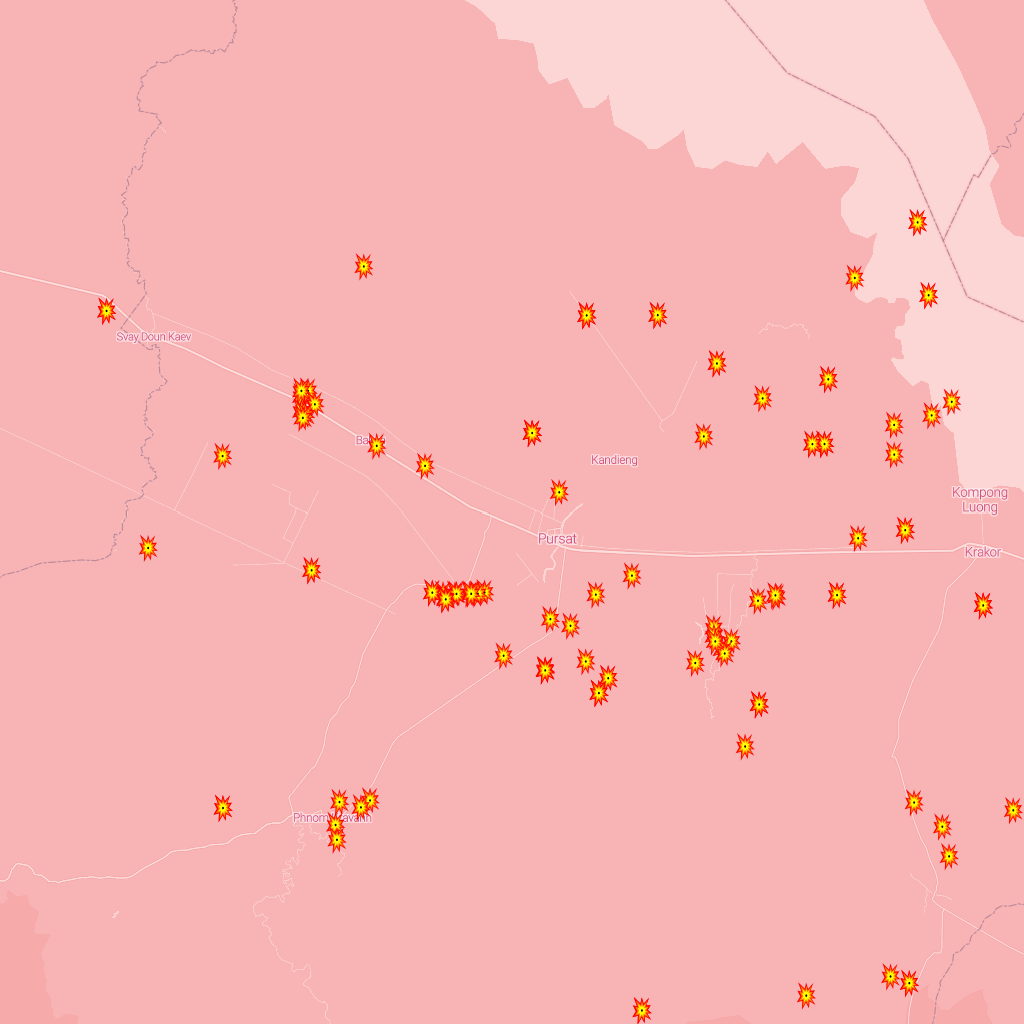 Svay Doun Kaev
Kandieng
Kompong
Luong
Pursat
Krakor